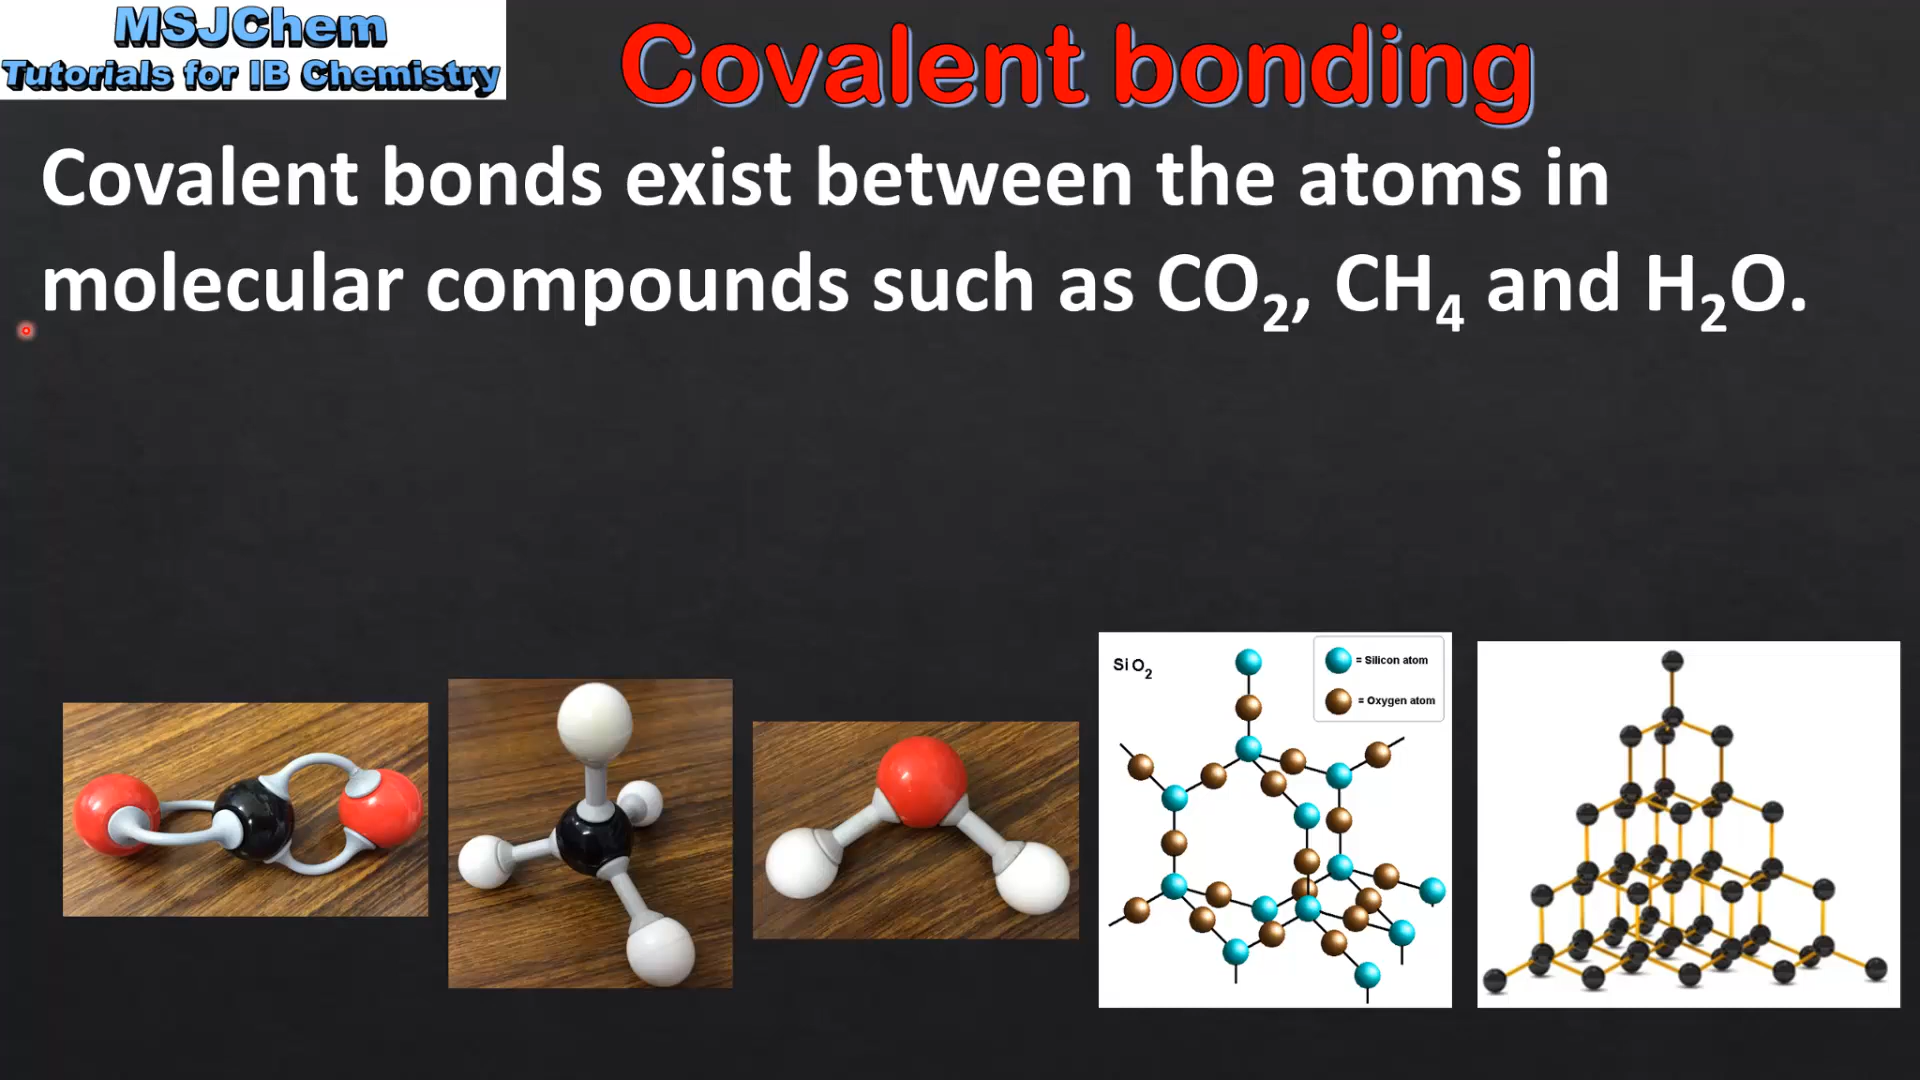 MSJChem
Tutorials for IB Chemistry
Covalent bonding
Covalent bonds exist between the atoms in
molecular compounds such as CO₂, CH₄ and H₂O.
SiO₂
= Silicon atom
= Oxygen atom